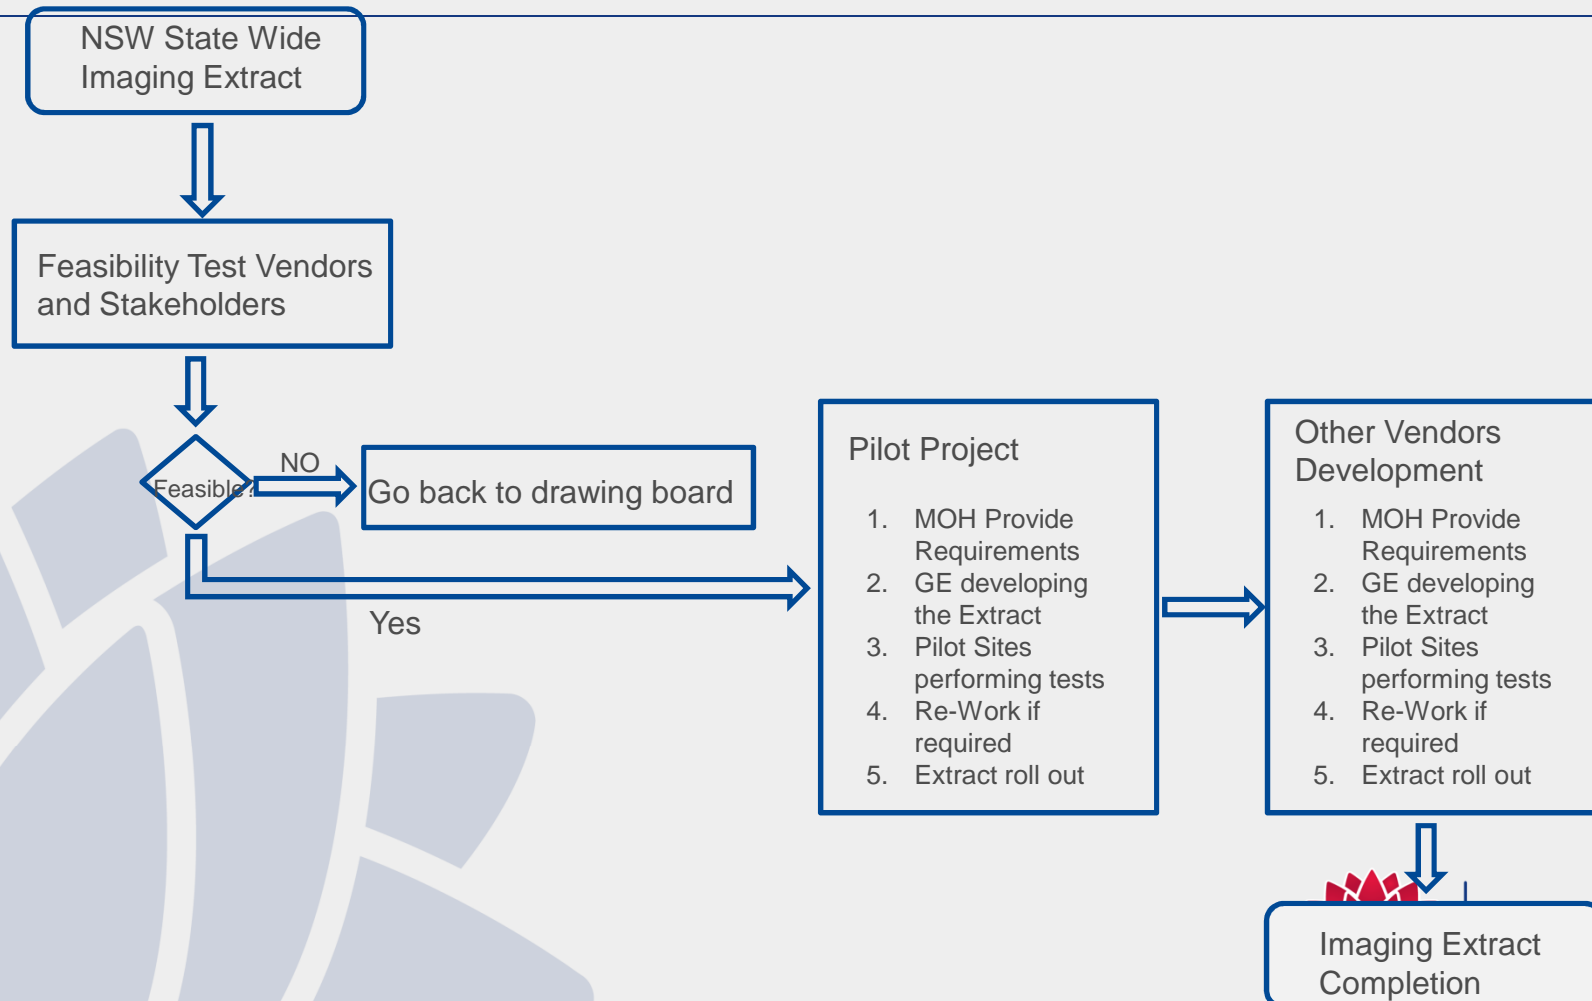 NSW State Wide
Imaging Extract
Feasibility Test Vendors
and Stakeholders
Feasible?
NO
Go back to drawing board
Yes
Pilot Project
1. MOH Provide
Requirements
2. GE developing
the Extract
3. Pilot Sites
performing tests
4. Re-Work if
required
5. Extract roll out
Other Vendors
Development
1. MOH Provide
Requirements
2. GE developing
the Extract
3. Pilot Sites
performing tests
4. Re-Work if
required
5. Extract roll out
Imaging Extract
Completion